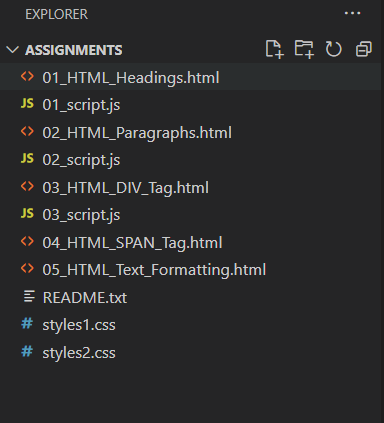 EXPLORER
ASSIGNMENTS
01_HTML_Headings.html
JS 01_script.js
02_HTML_Paragraphs.html
JS 02_script.js
03_HTML_DIV_Tag.html
JS 03_script.js
04_HTML_SPAN_Tag.html
05_HTML_Text_Formatting.html
README.txt
# styles1.css
# styles2.css